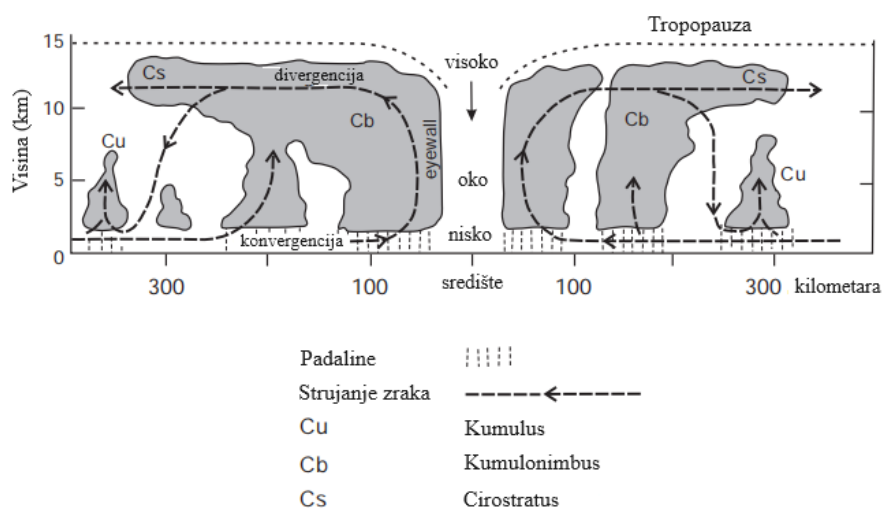 Tropopauza
15
visoko
Cs
divergencija
Cs
10
Visina (km)
Cb
Cb
Cu
eyewall
Cu
5
oko
konvergencija
nisko
0
300
100
središte
100
300
kilometara
Padaline
Strujanje zraka
Cu Kumulus
Cb Kumulonimbus
Cs Cirostratus